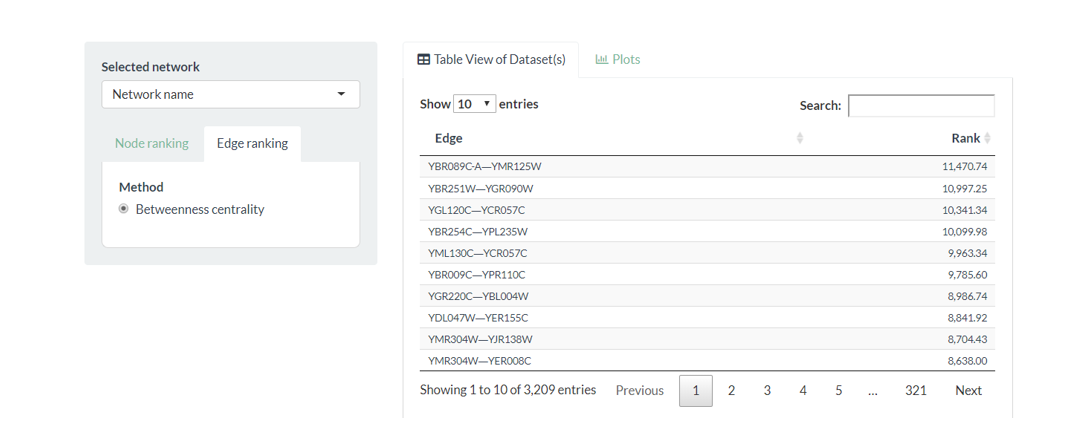 Selected network
Network name
Node ranking
Edge ranking
Method
Betweenness centrality
Table View of Dataset(s)
Plots
Show 10 entries
Search:
Edge Rank
YBR089C-A—YMR125W 11,470.74
YBR251W—YGR090W 10,997.25
YGL120C—YCR057C 10,341.34
YBR254C—YPL235W 10,099.98
YML130C—YCR057C 9,963.34
YBR009C—YPR110C 9,785.60
YGR220C—YBL004W 8,986.74
YDL047W—YER155C 8,841.92
YMR304W—YJR138W 8,704.43
YMR304W—YER008C 8,638.00
Showing 1 to 10 of 3,209 entries Previous 1 2 3 4 5 … 321 Next